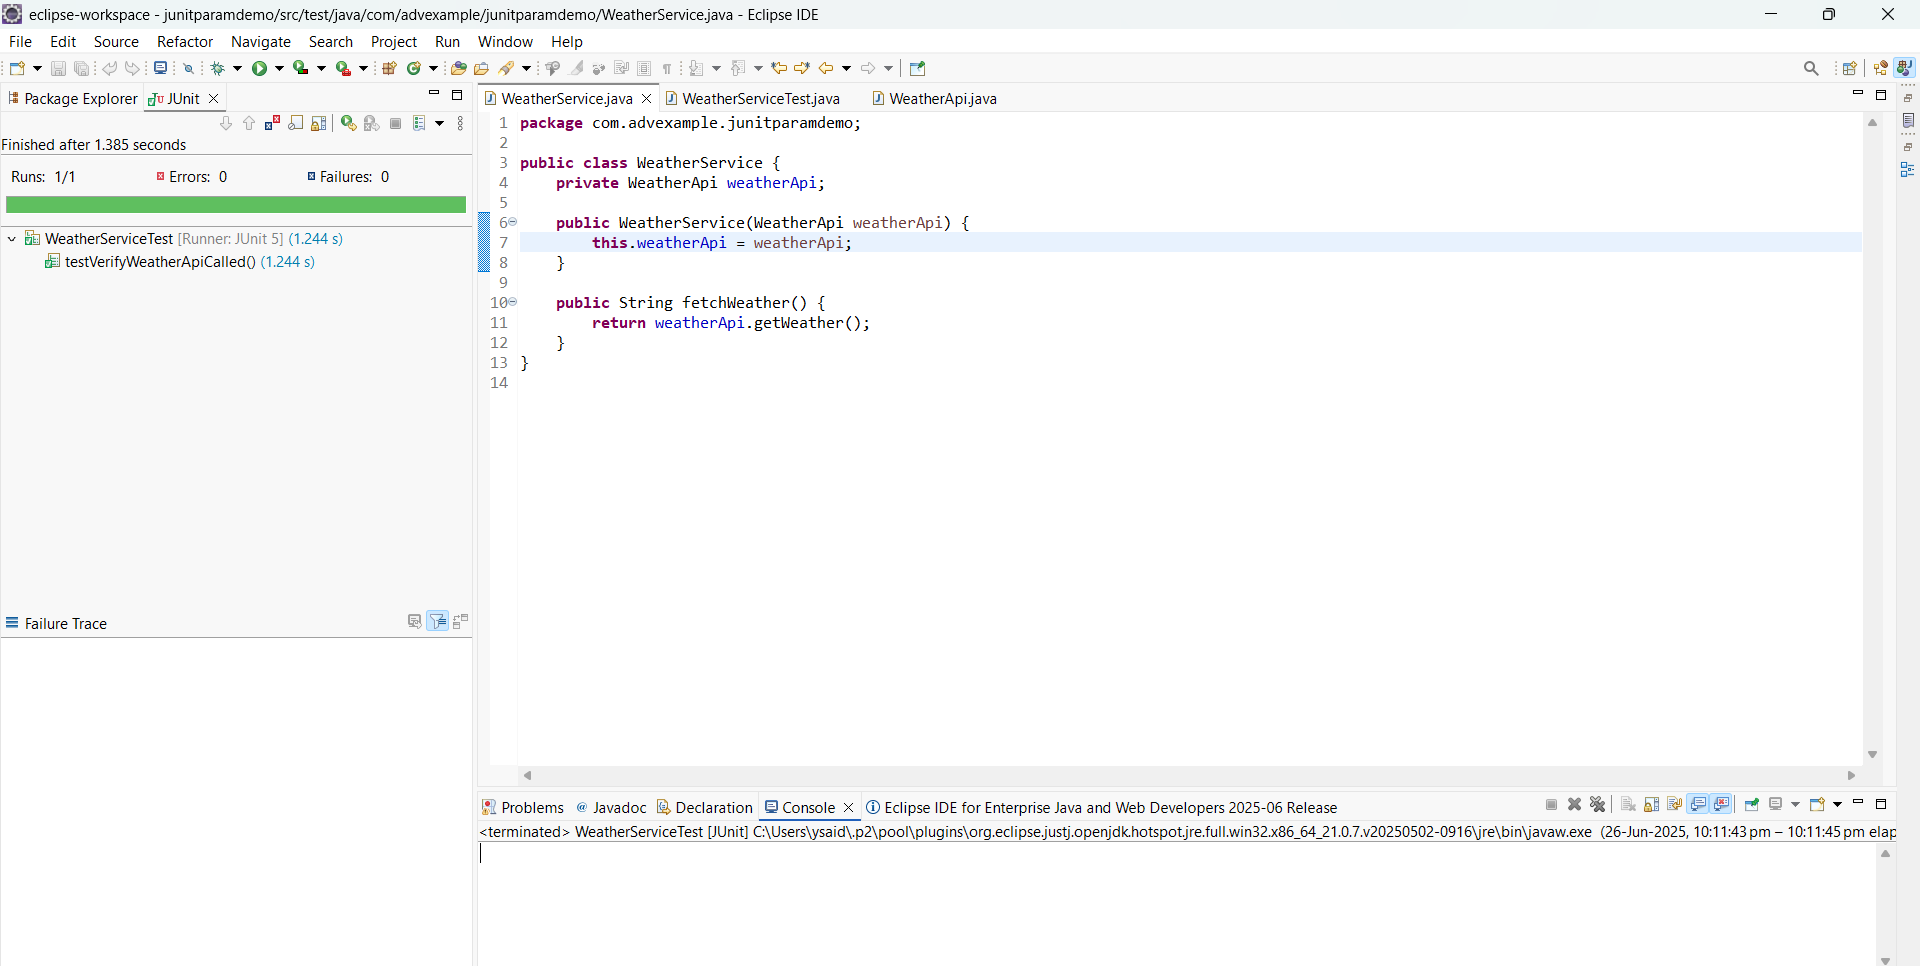 eclipse-workspace - junitparamdemo/src/test/java/com/advexample/junitparamdemo/WeatherService.java - Eclipse IDE
File Edit Source Refactor Navigate Search Project Run Window Help
Package Explorer JUnit
Finished after 1.385 seconds
Runs: 1/1 Errors: 0 Failures: 0
WeatherServiceTest [Runner: JUnit 5] (1.244 s)
testVerifyWeatherApiCalled() (1.244 s)
Failure Trace
WeatherService.java WeatherServiceTest.java WeatherApi.java
1 package com.advexample.junitparamdemo;
2
3 public class WeatherService {
4     private WeatherApi weatherApi;
5
6     public WeatherService(WeatherApi weatherApi) {
7         this.weatherApi = weatherApi;
8     }
9
10     public String fetchWeather() {
11         return weatherApi.getWeather();
12     }
13 }
14
Problems Javadoc Declaration Console Eclipse IDE for Enterprise Java and Web Developers 2025-06 Release
<terminated> WeatherServiceTest [JUnit] C:\Users\ysaid\.p2\pool\plugins\org.eclipse.justj.openjdk.hotspot.jre.full.win32.x86_64_21.0.7.v20250502-0916\jre\bin\javaw.exe (26-Jun-2025, 10:11:43 pm – 10:11:45 pm elap